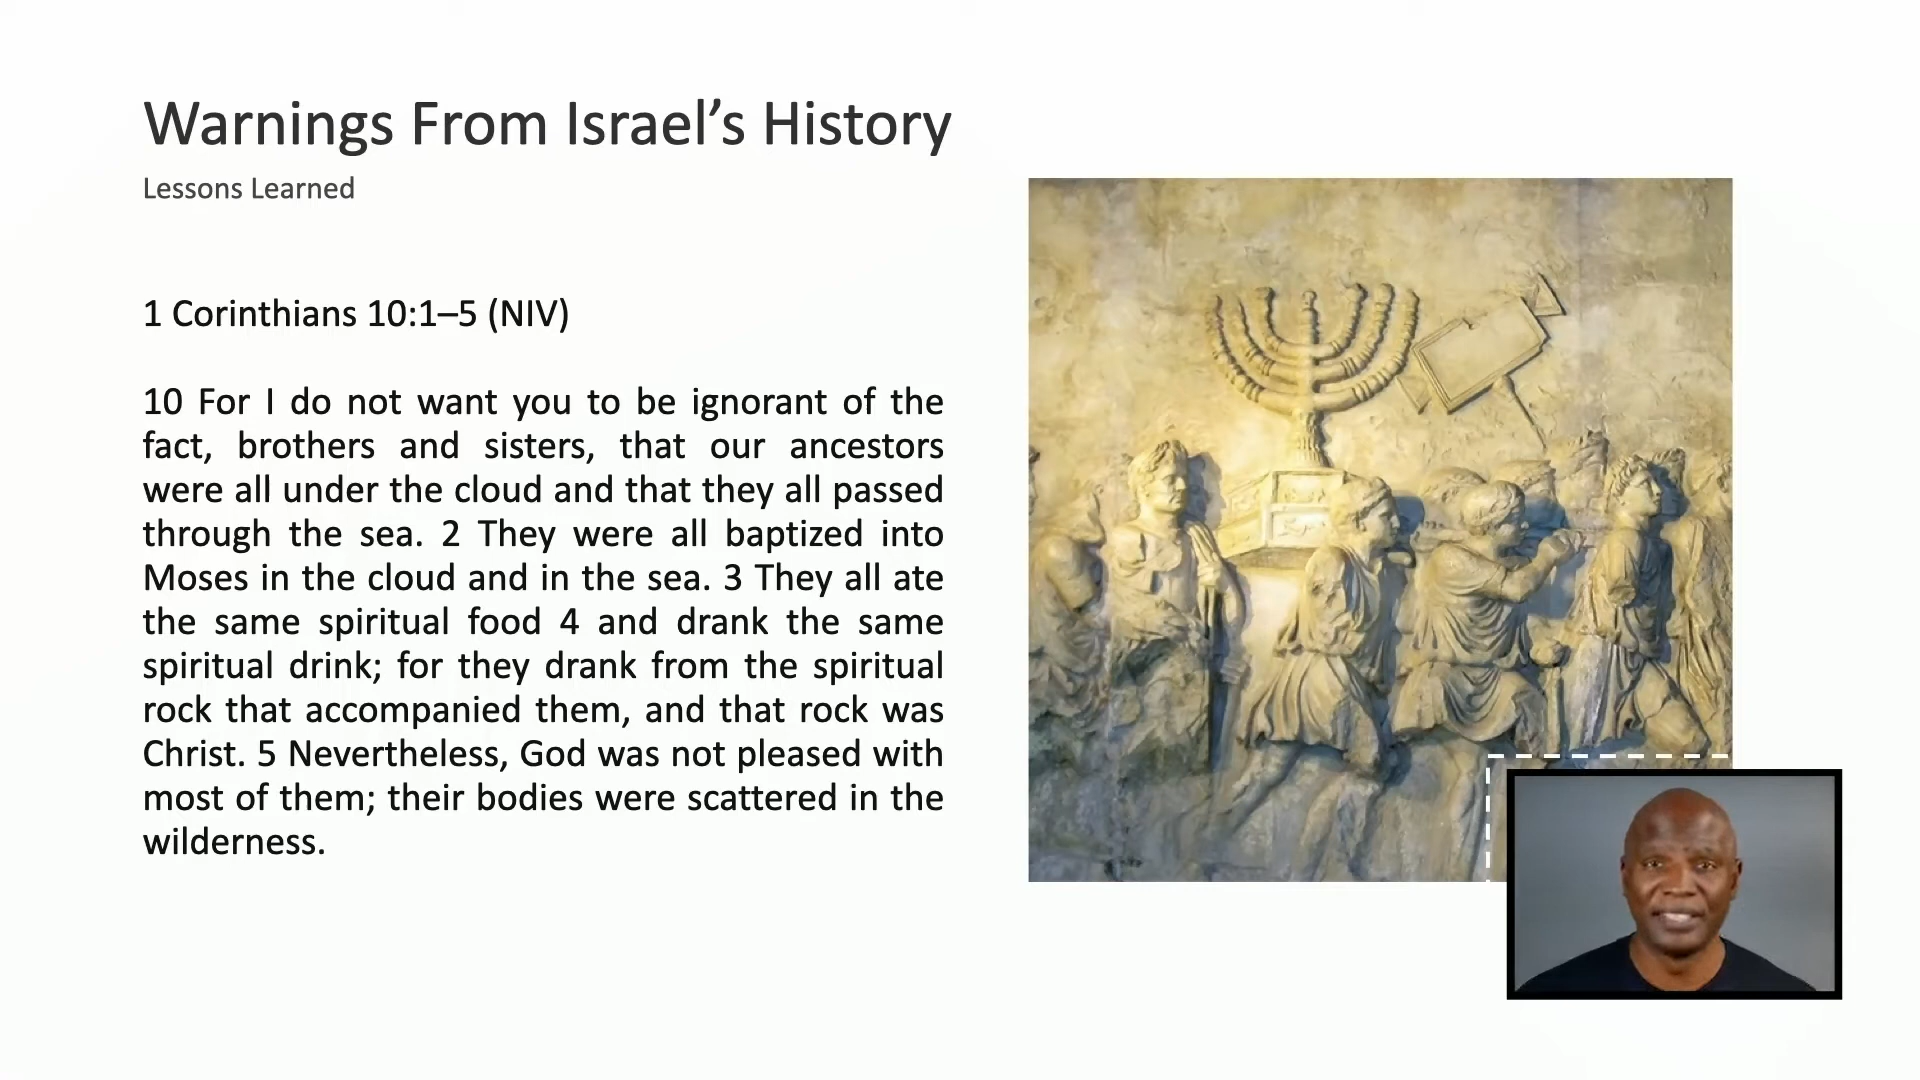 Warnings From Israel’s History
Lessons Learned
1 Corinthians 10:1–5 (NIV)
10 For I do not want you to be ignorant of the
fact, brothers and sisters, that our ancestors
were all under the cloud and that they all passed
through the sea. 2 They were all baptized into
Moses in the cloud and in the sea. 3 They all ate
the same spiritual food 4 and drank the same
spiritual drink; for they drank from the spiritual
rock that accompanied them, and that rock was
Christ. 5 Nevertheless, God was not pleased with
most of them; their bodies were scattered in the
wilderness.